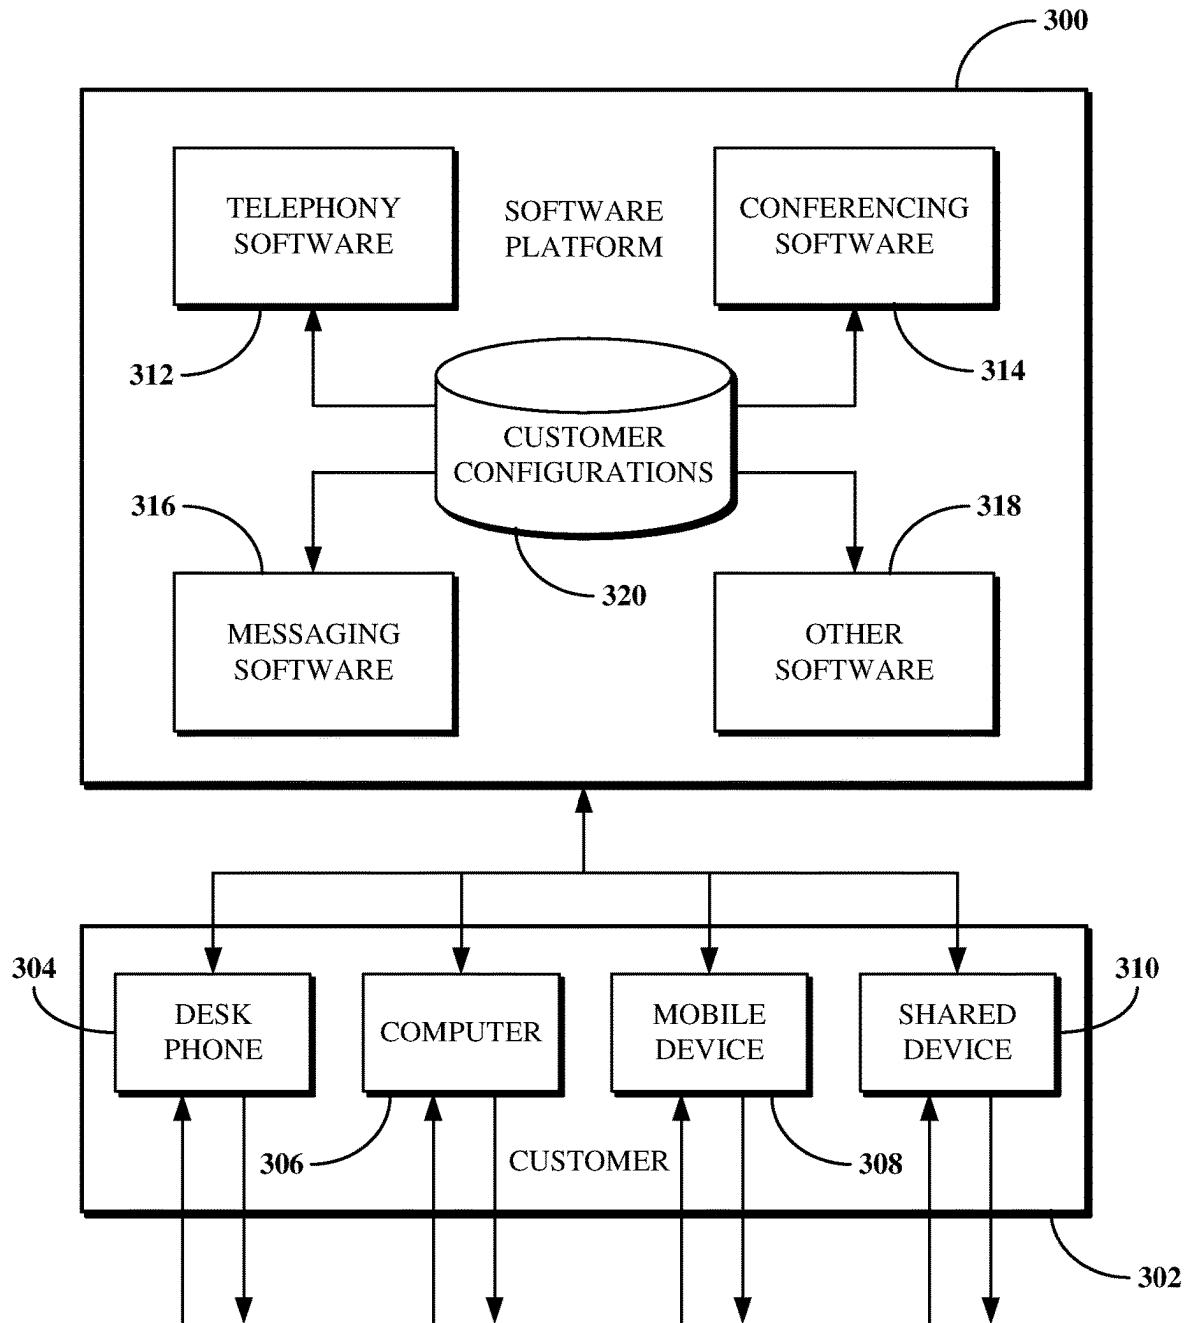 300
TELEPHONY
SOFTWARE
SOFTWARE
PLATFORM
CONFERENCING
SOFTWARE
312
314
CUSTOMER
CONFIGURATIONS
316
318
320
MESSAGING
SOFTWARE
OTHER
SOFTWARE
304
310
DESK
PHONE
COMPUTER
MOBILE
DEVICE
SHARED
DEVICE
306
CUSTOMER
308
302